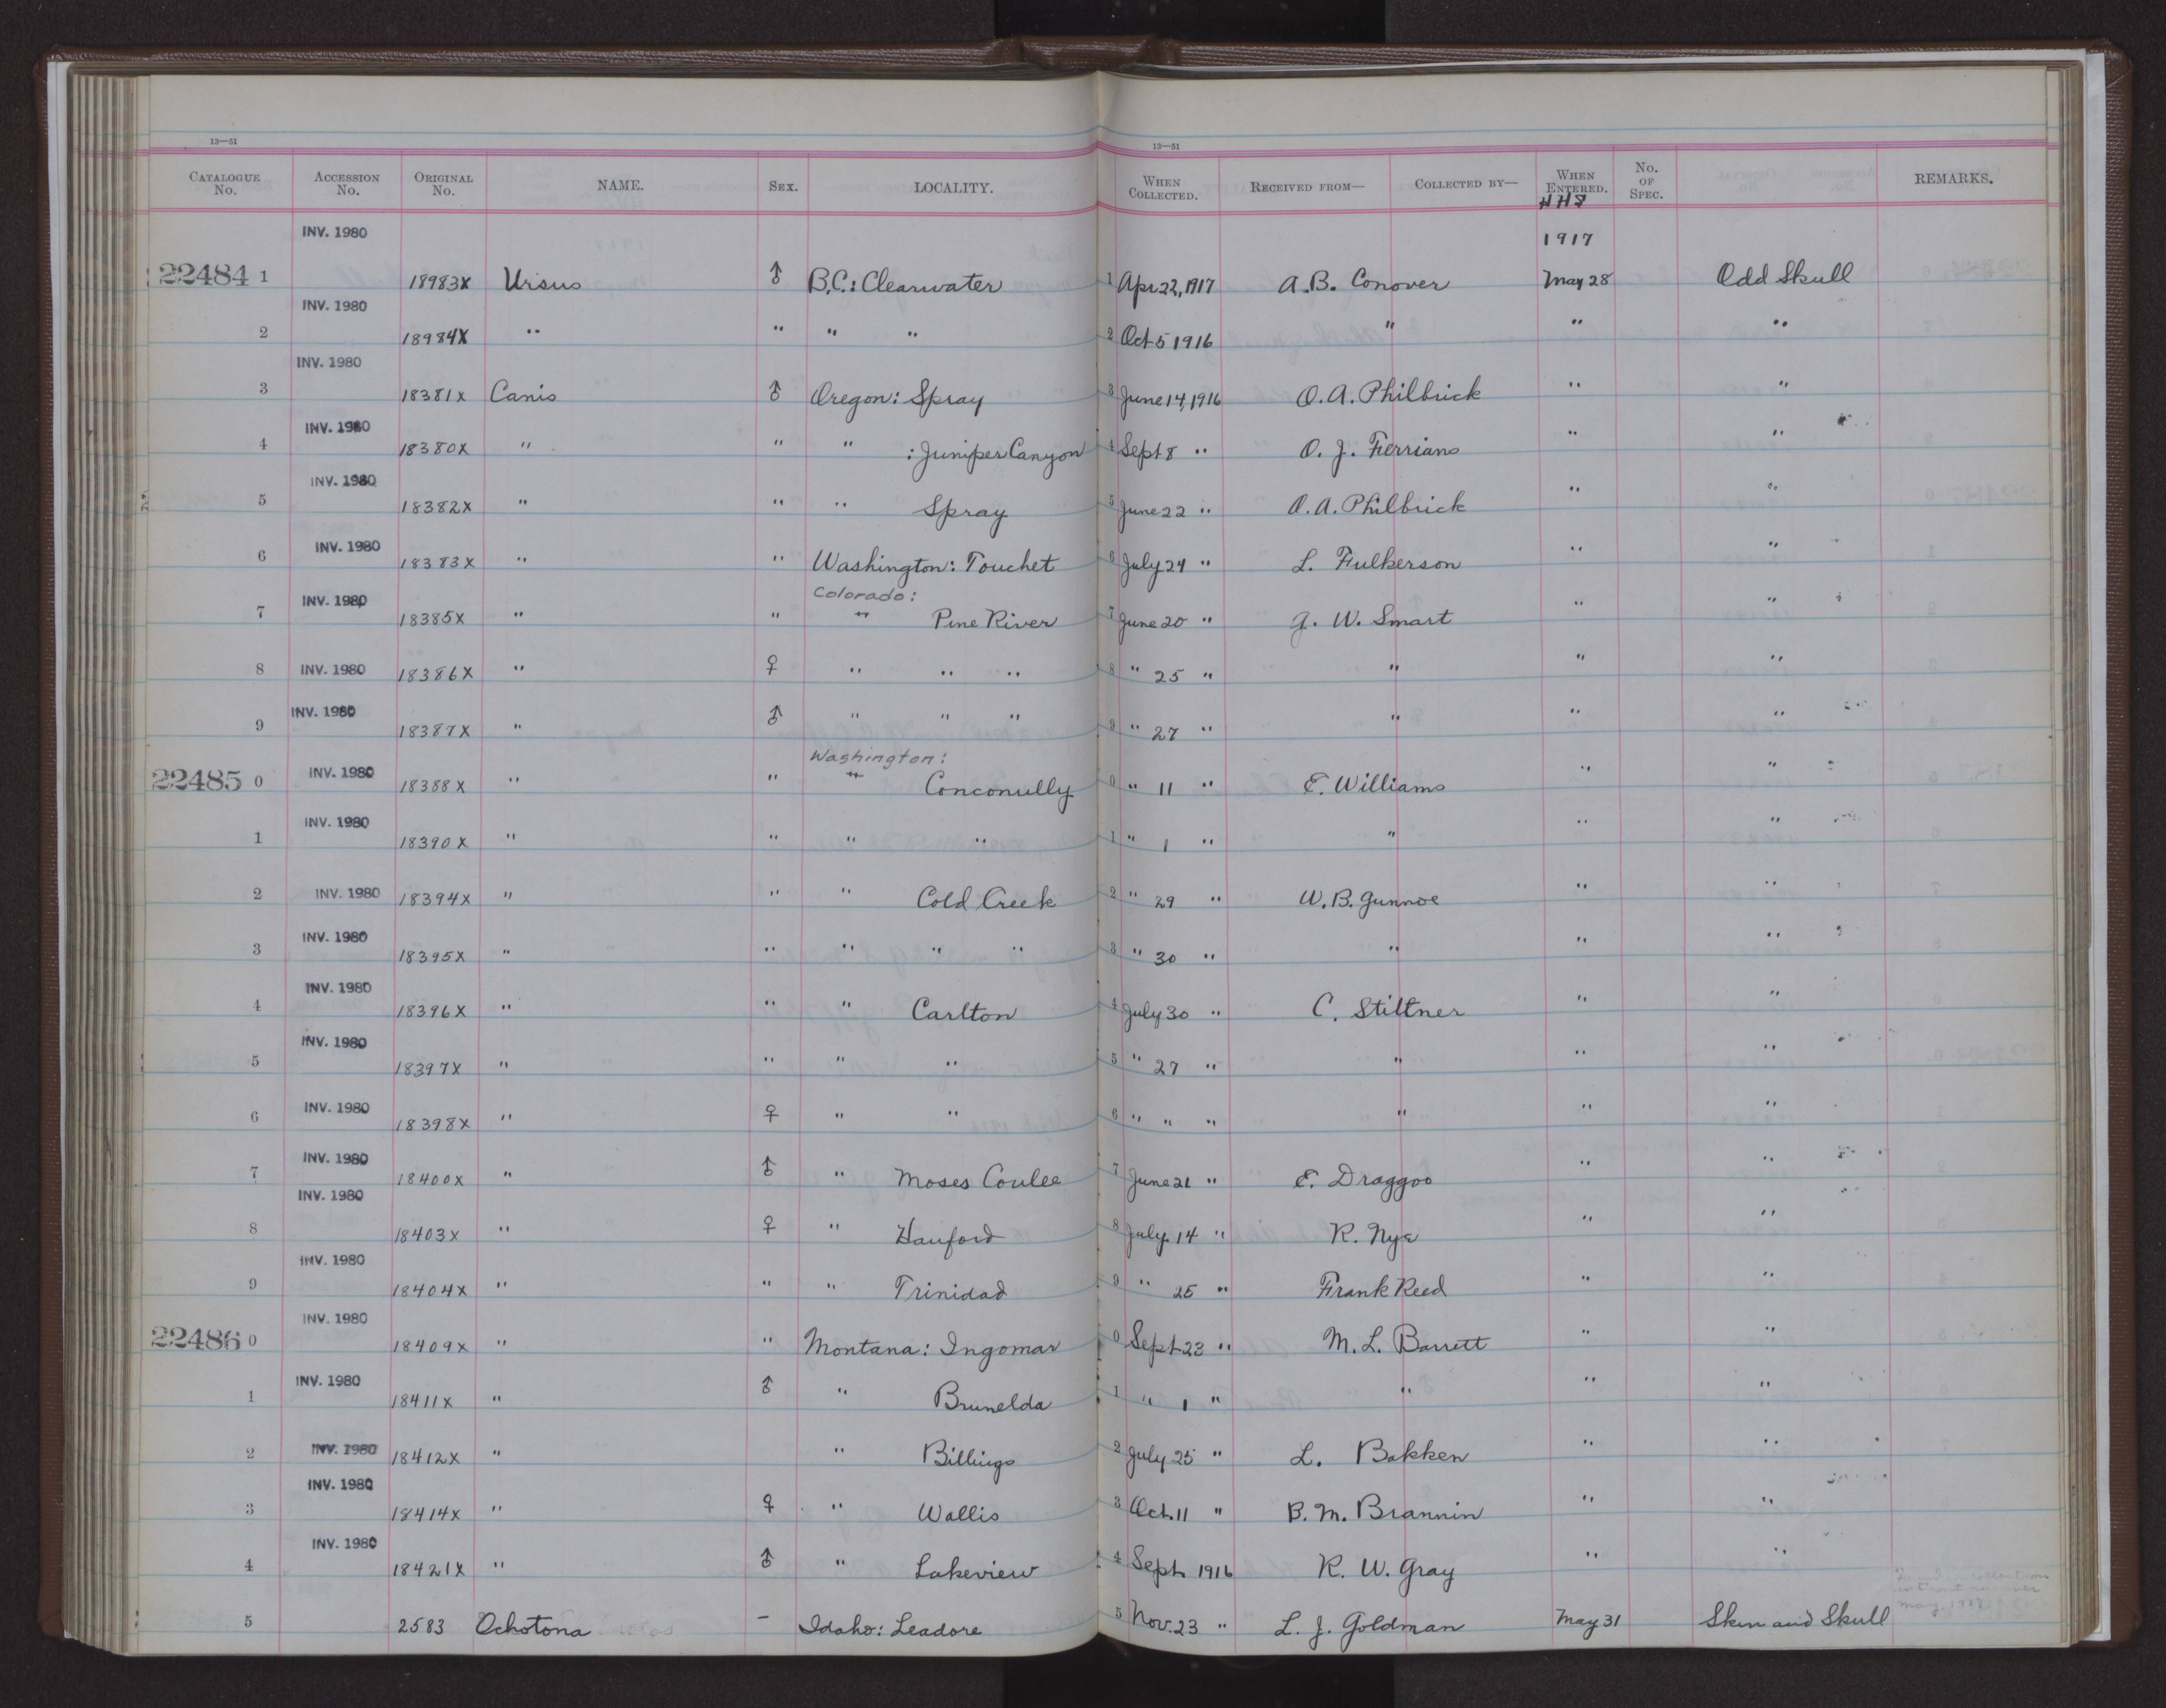 13—51 13—51
CATALOGUE No. ACCESSION No. ORIGINAL No. NAME. SEX. LOCALITY. WHEN COLLECTED. RECEIVED FROM— COLLECTED BY— WHEN ENTERED. No. OF SPEC. REMARKS.
HHS
INV. 1980 1917
22484 1 18983X Ursus ♂ B.C.: Clearwater 1 Apr 22, 1917 A.B. Conover May 28 Odd Skull
INV. 1980
2 18984X " " " " 2 Oct 5 1916 " " "
INV. 1980
3 18381X Canis ♂ Oregon: Spray 3 June 14, 1916 O.A. Philbrick " "
INV. 1980
4 18380X " " " : Juniper Canyon 4 Sept 8 " O. J. Ferrians " "
INV. 1980
5 18382X " " " Spray 5 June 22 " O.A. Philbrick " "
INV. 1980
6 18383X " " Washington: Touchet 6 July 24 " L. Fulkerson " "
Colorado:
7 INV. 1980 18385X " " " Pine River 7 June 20 " G. W. Smart " "
8 INV. 1980 18386X " ♀ " " " 8 " 25 " " " "
9 INV. 1980 18387X " ♂ " " " 9 " 27 " " " "
Washington:
22485 0 INV. 1980 18388X " " " Conconully 0 " 11 " E. Williams " "
1 INV. 1980 18390X " " " " 1 " 1 " " " "
2 INV. 1980 18394X " " " Cold Creek 2 " 29 " W.B. Gunnoe " "
3 INV. 1980 18395X " " " " " 3 " 30 " " " "
4 INV. 1980 18396X " " " Carlton 4 July 30 " C. Stiltner " "
5 INV. 1980 18397X " " " " 5 " 27 " " " "
6 INV. 1980 18398X " ♀ " " 6 " " " " " "
7 INV. 1980 18400X " ♂ " Moses Coulee 7 June 21 " E. Draggoo " "
INV. 1980
8 18403X " ♀ " Hanford 8 July 14 " R. Nye " "
INV. 1980
9 18404X " " " Trinidad 9 " 25 " Frank Reed " "
INV. 1980
22486 0 18409X " " Montana: Ingomar 0 Sept 23 " M. L. Barrett " "
INV. 1980
1 18411X " ♂ " Brunelda 1 " 1 " " " "
2 INV. 1980 18412X " " Billings 2 July 25 " L. Bakken " "
INV. 1980
3 18414X " ♀ " Wallis 3 Oct. 11 " B. M. Brannin " "
INV. 1980
4 18421X " ♂ " Lakeview 4 Sept 1916 R. W. Gray " "
5 2583 Ochotona – Idaho: Leadore 5 Nov. 23 " L. J. Goldman May 31 Skin and Skull